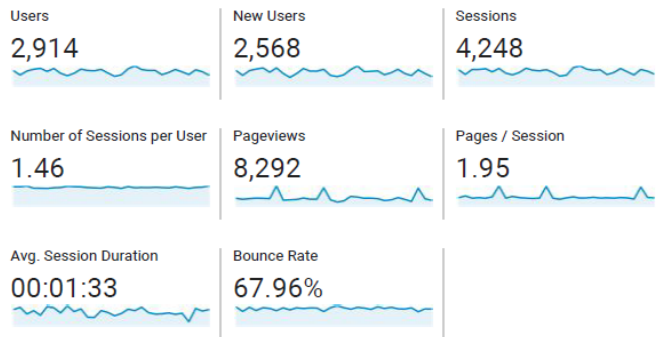 Users
2,914
New Users
2,568
Sessions
4,248
Number of Sessions per User
1.46
Pageviews
8,292
Pages / Session
1.95
Avg. Session Duration
00:01:33
Bounce Rate
67.96%